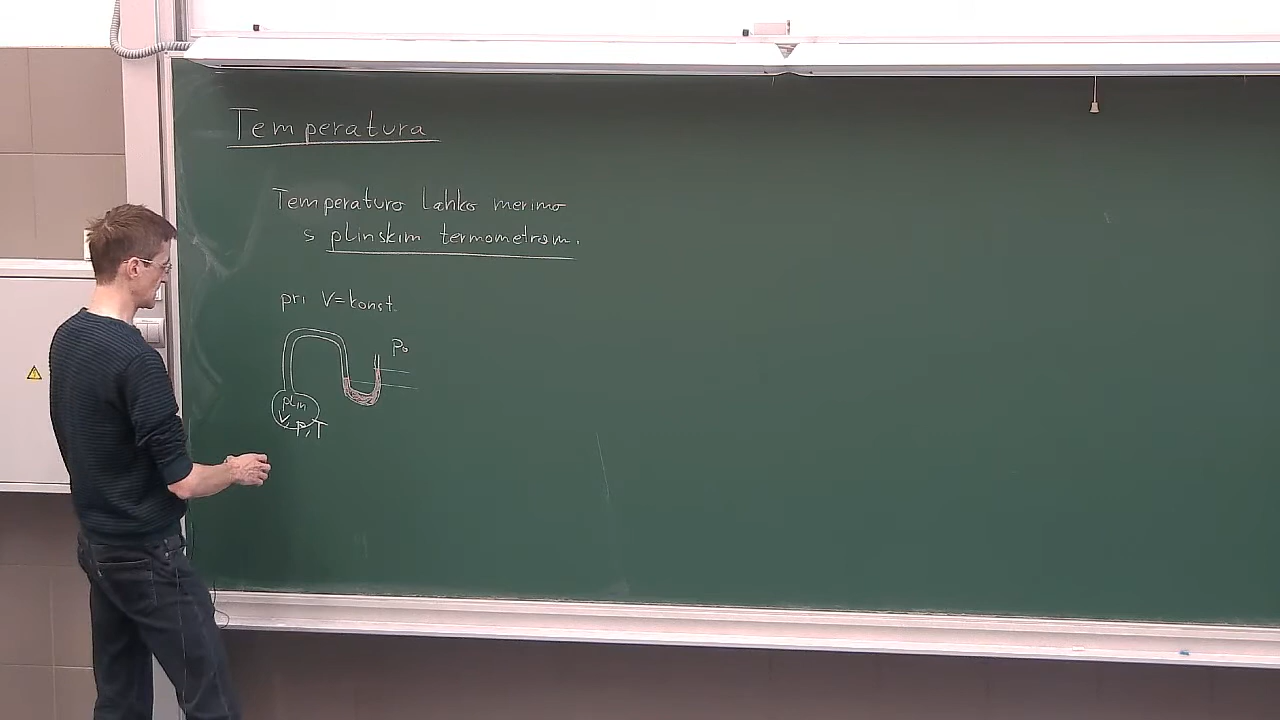 Temperatura
Temperaturo lahko merimo
s plinskim termometrom.
pri V=konst.
p₀
plin
V, p, T